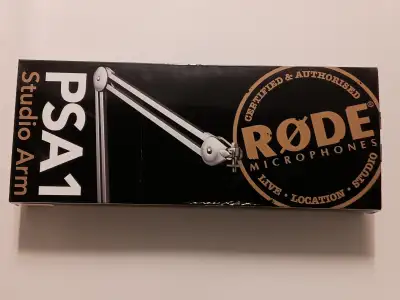 PSA1
Studio Arm
CERTIFIED & AUTHORISED
RØDE®
MICROPHONES
LIVE • LOCATION • STUDIO